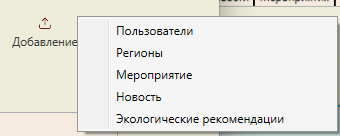 Добавление
Пользователи
Регионы
Мероприятие
Новость
Экологические рекомендации